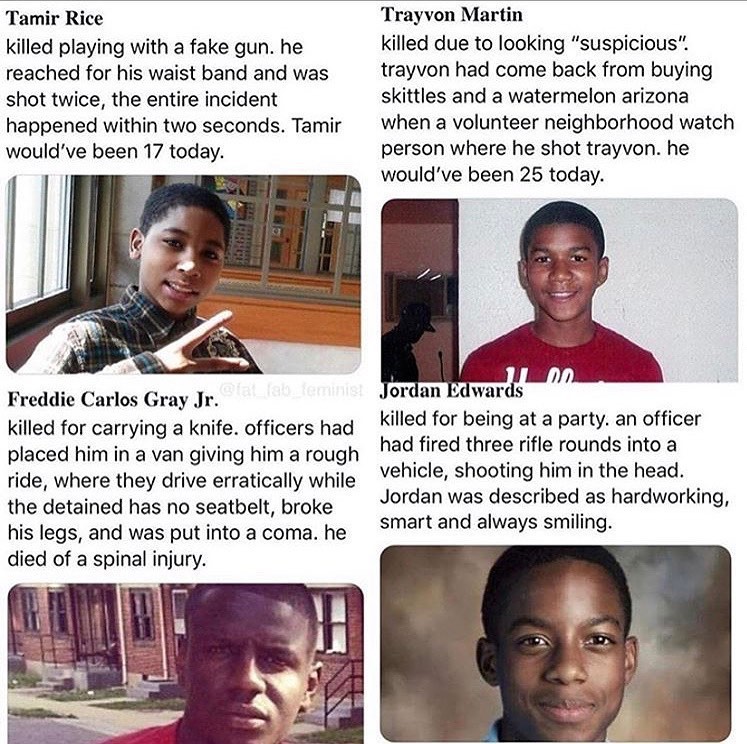 Tamir Rice
killed playing with a fake gun. he
reached for his waist band and was
shot twice, the entire incident
happened within two seconds. Tamir
would’ve been 17 today.
Trayvon Martin
killed due to looking “suspicious”.
trayvon had come back from buying
skittles and a watermelon arizona
when a volunteer neighborhood watch
person where he shot trayvon. he
would’ve been 25 today.
@fat_fab_feminist
Freddie Carlos Gray Jr.
killed for carrying a knife. officers had
placed him in a van giving him a rough
ride, where they drive erratically while
the detained has no seatbelt, broke
his legs, and was put into a coma. he
died of a spinal injury.
Jordan Edwards
killed for being at a party. an officer
had fired three rifle rounds into a
vehicle, shooting him in the head.
Jordan was described as hardworking,
smart and always smiling.